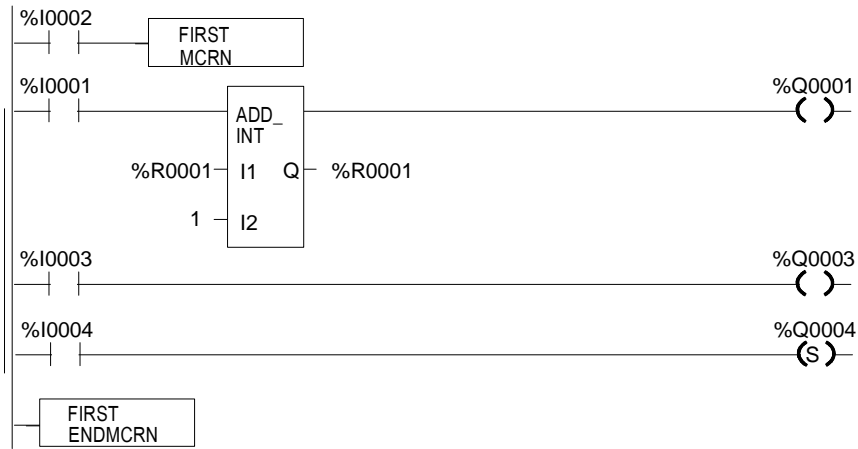 %I0002
FIRST
MCRN
%I0001
%Q0001
ADD_
INT
%R0001 I1 Q %R0001
1 I2
%I0003
%Q0003
%I0004
%Q0004
S
FIRST
ENDMCRN